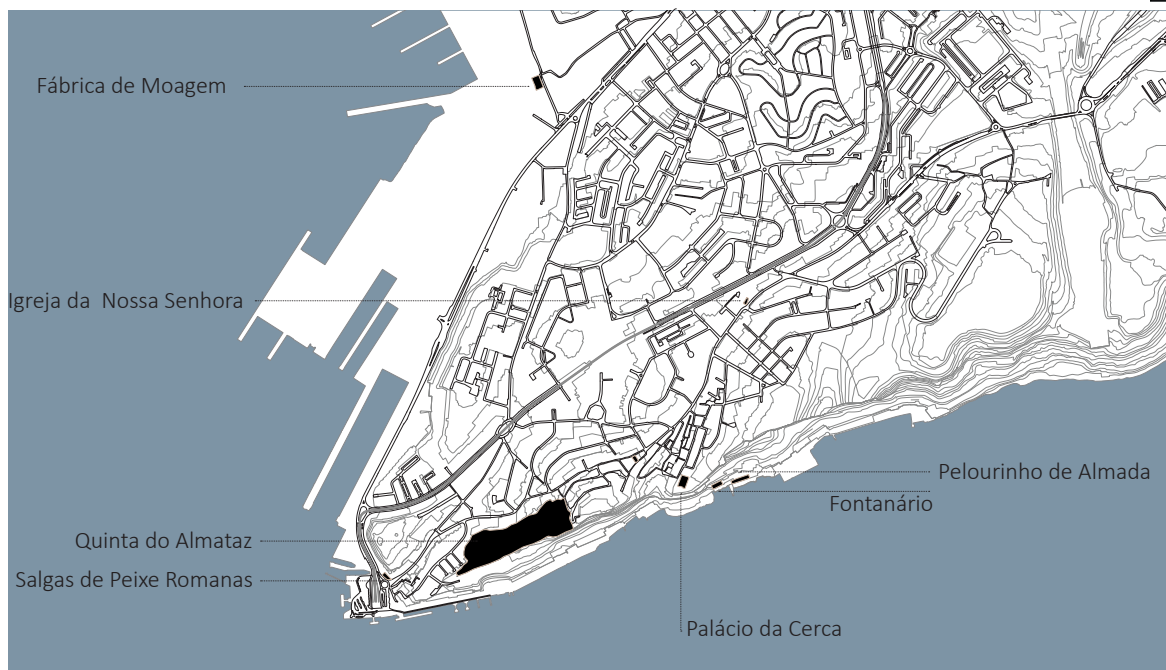 Fábrica de Moagem
Igreja da  Nossa Senhora
Pelourinho de Almada
Fontanário
Quinta do Almataz
Salgas de Peixe Romanas
Palácio da Cerca